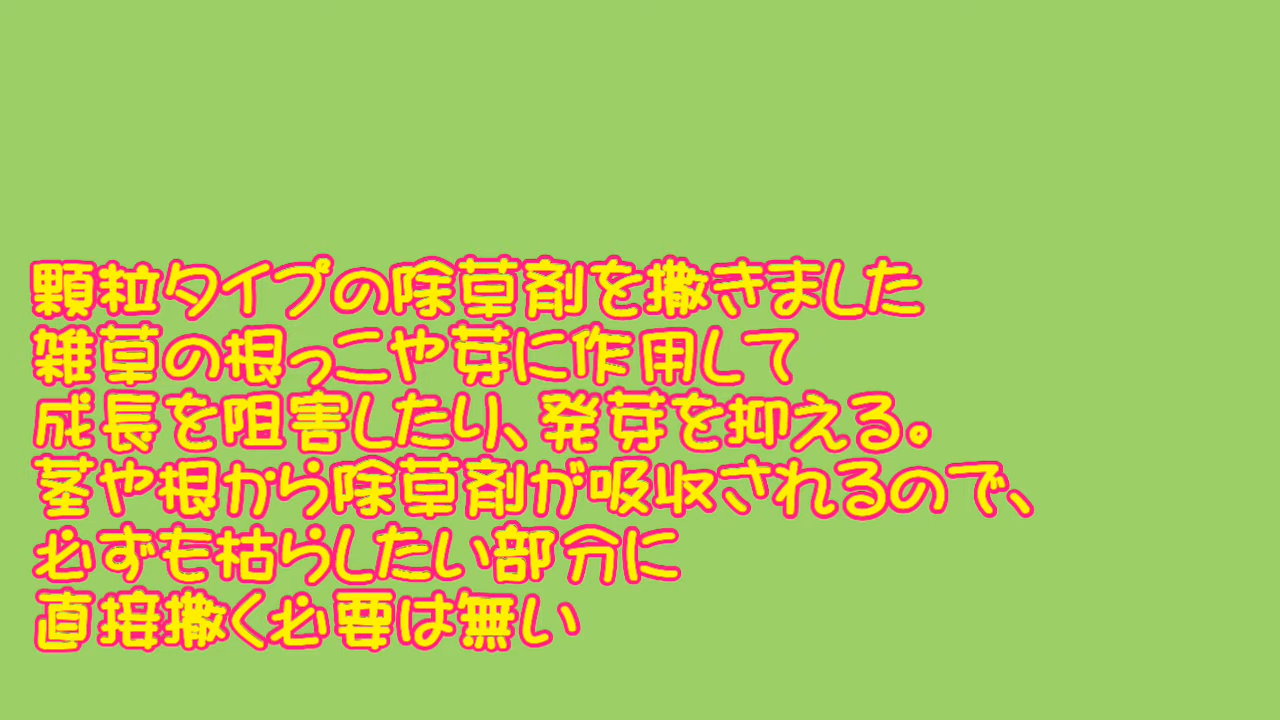 顆粒タイプの除草剤を撒きました
雑草の根っこや芽に作用して
成長を阻害したり、発芽を抑える。
茎や根から除草剤が吸収されるので、
必ずも枯らしたい部分に
直接撒く必要は無い